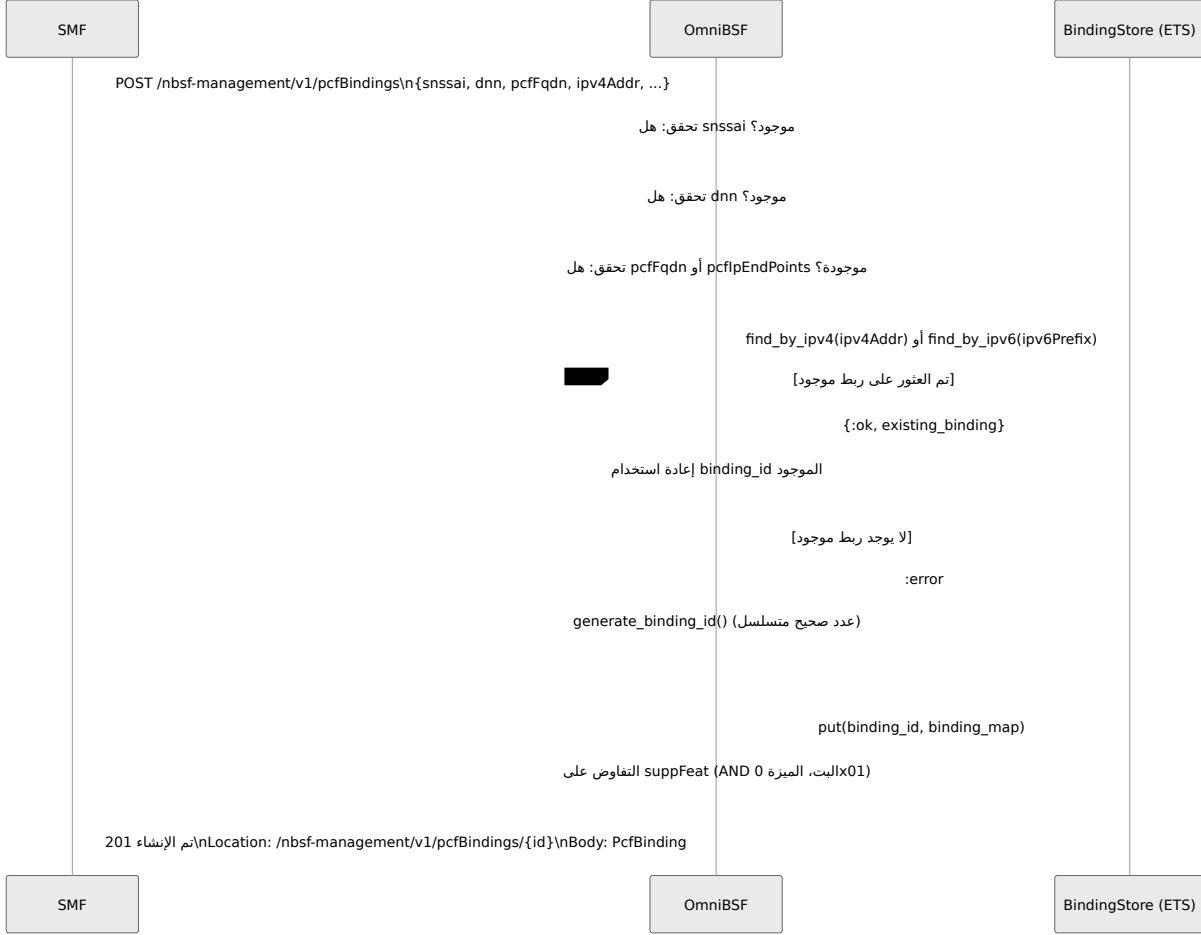 SMF
OmniBSF
BindingStore (ETS)
POST /nbsf-management/v1/pcfBindings\n{snssai, dnn, pcfFqdn, ipv4Addr, ...}
تحقق: هل snssai موجود؟
تحقق: هل dnn موجود؟
تحقق: هل pcfFqdn أو pcfIpEndPoints موجودة؟
find_by_ipv4(ipv4Addr) أو find_by_ipv6(ipv6Prefix)
[تم العثور على ربط موجود]
{:ok, existing_binding}
إعادة استخدام binding_id الموجود
[لا يوجد ربط موجود]
:error
generate_binding_id() (عدد صحيح متسلسل)
put(binding_id, binding_map)
التفاوض على suppFeat (AND البت، الميزة 0x01)
201 تم الإنشاء\nLocation: /nbsf-management/v1/pcfBindings/{id}\nBody: PcfBinding
SMF
OmniBSF
BindingStore (ETS)